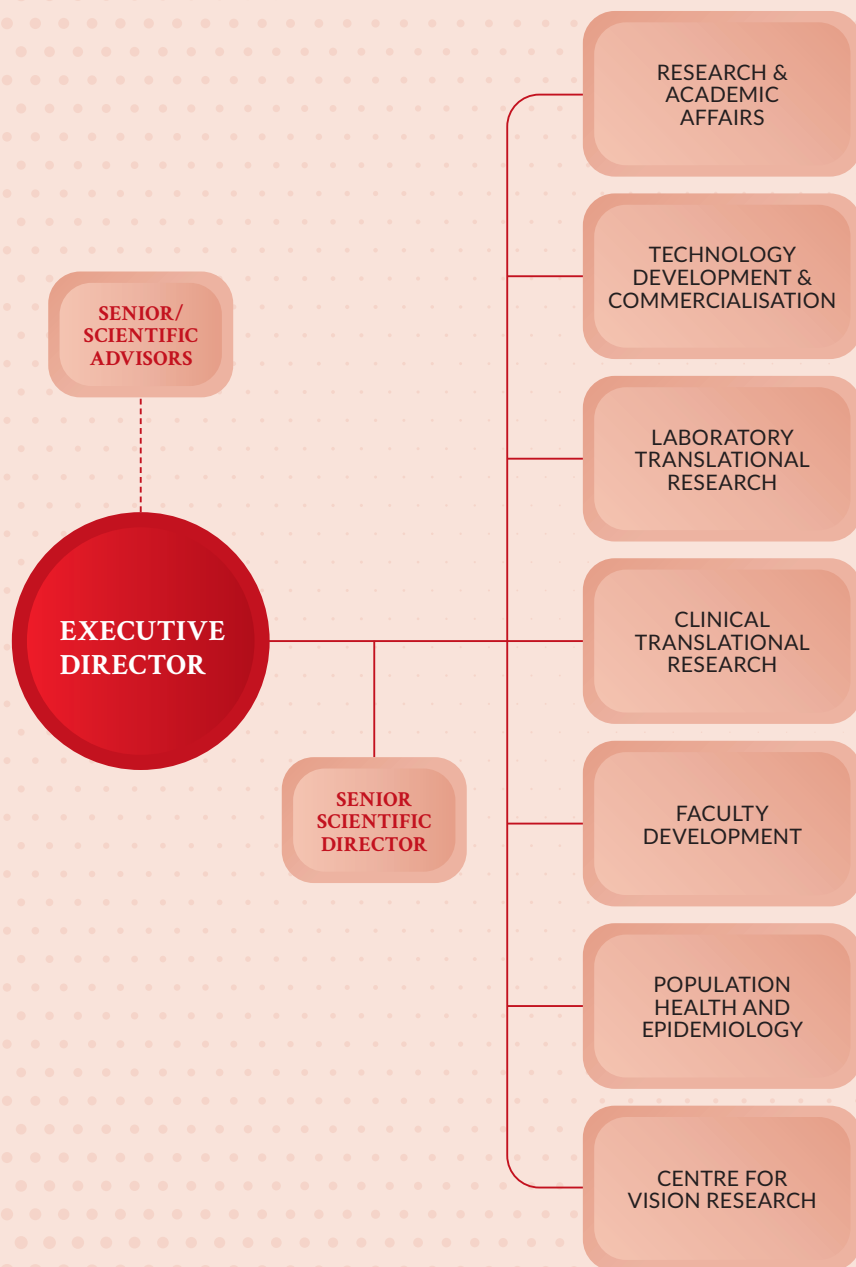 SENIOR/
SCIENTIFIC
ADVISORS
EXECUTIVE
DIRECTOR
SENIOR
SCIENTIFIC
DIRECTOR
RESEARCH &
ACADEMIC
AFFAIRS
TECHNOLOGY
DEVELOPMENT &
COMMERCIALISATION
LABORATORY
TRANSLATIONAL
RESEARCH
CLINICAL
TRANSLATIONAL
RESEARCH
FACULTY
DEVELOPMENT
POPULATION
HEALTH AND
EPIDEMIOLOGY
CENTRE FOR
VISION RESEARCH